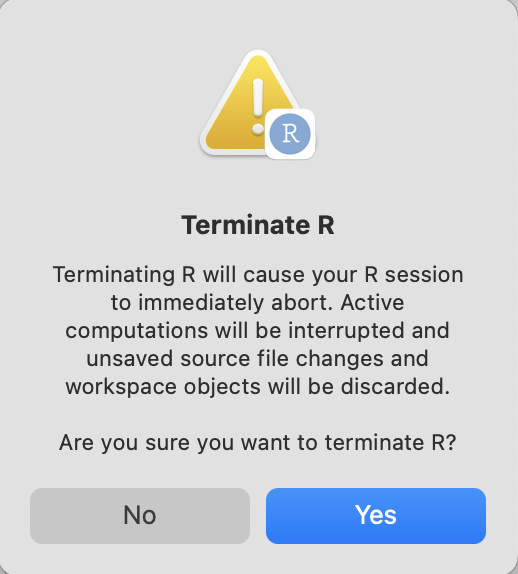 R
Terminate R
Terminating R will cause your R session
to immediately abort. Active
computations will be interrupted and
unsaved source file changes and
workspace objects will be discarded.
Are you sure you want to terminate R?
No
Yes